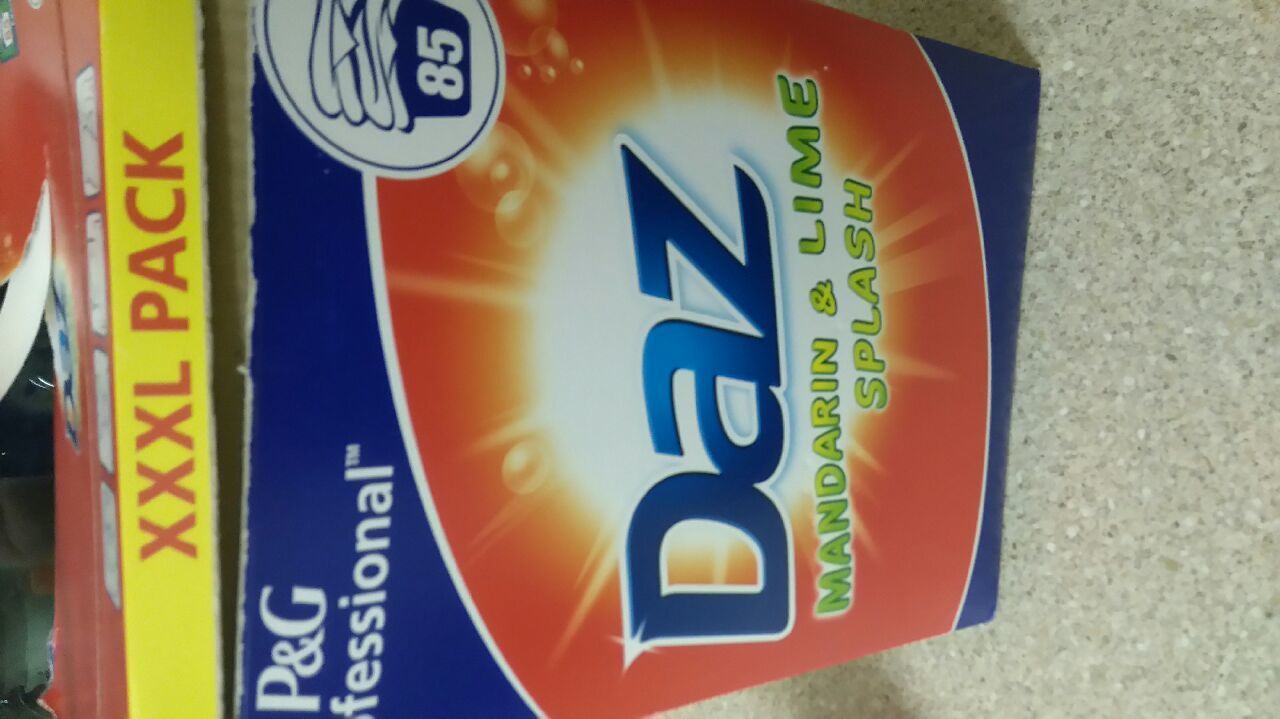 XXXL PACK
P&G
fessional™
85
Daz
MANDARIN & LIME
SPLASH